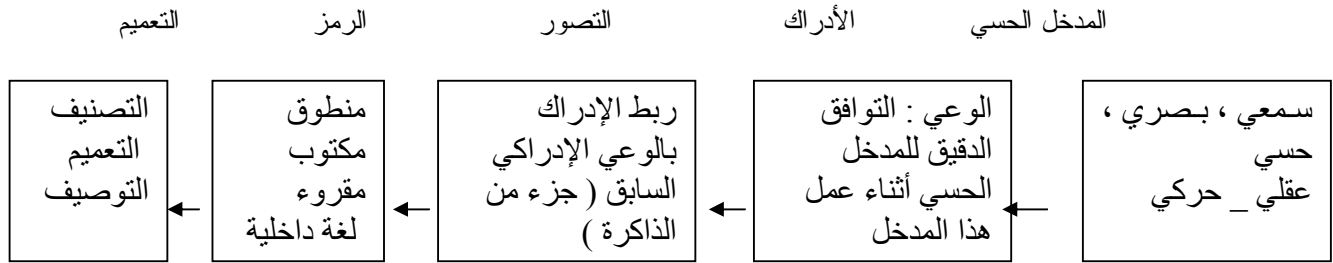 المدخل الحسي الأدراك التصور الرمز التعميم
سمعي ، بصري ،
حسي
عقلي _ حركي
الوعي : التوافق
الدقيق للمدخل
الحسي أثناء عمل
هذا المدخل
ربط الإدراك
بالوعي الإدراكي
السابق ( جزء من
الذاكرة )
منطوق
مكتوب
مقروء
لغة داخلية
التصنيف
التعميم
التوصيف